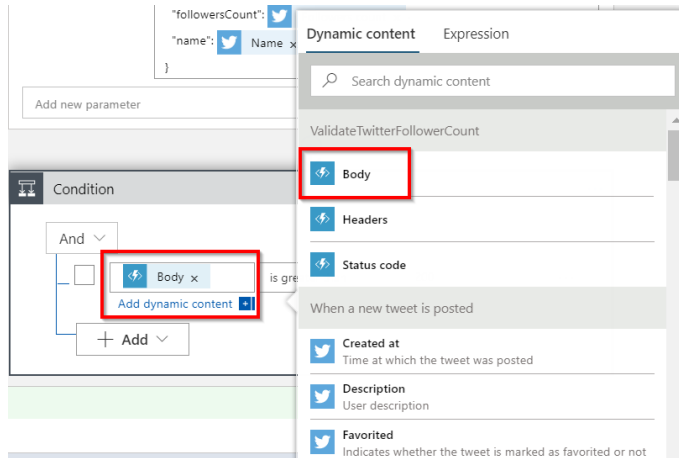 "followersCount":
"name": Name x
}
Add new parameter
Condition
And
Body x
is gre
Add dynamic content +
+ Add
Dynamic content Expression
Search dynamic content
ValidateTwitterFollowerCount
Body
Headers
Status code
When a new tweet is posted
Created at
Time at which the tweet was posted
Description
User description
Favorited
Indicates whether the tweet is marked as favorited or not